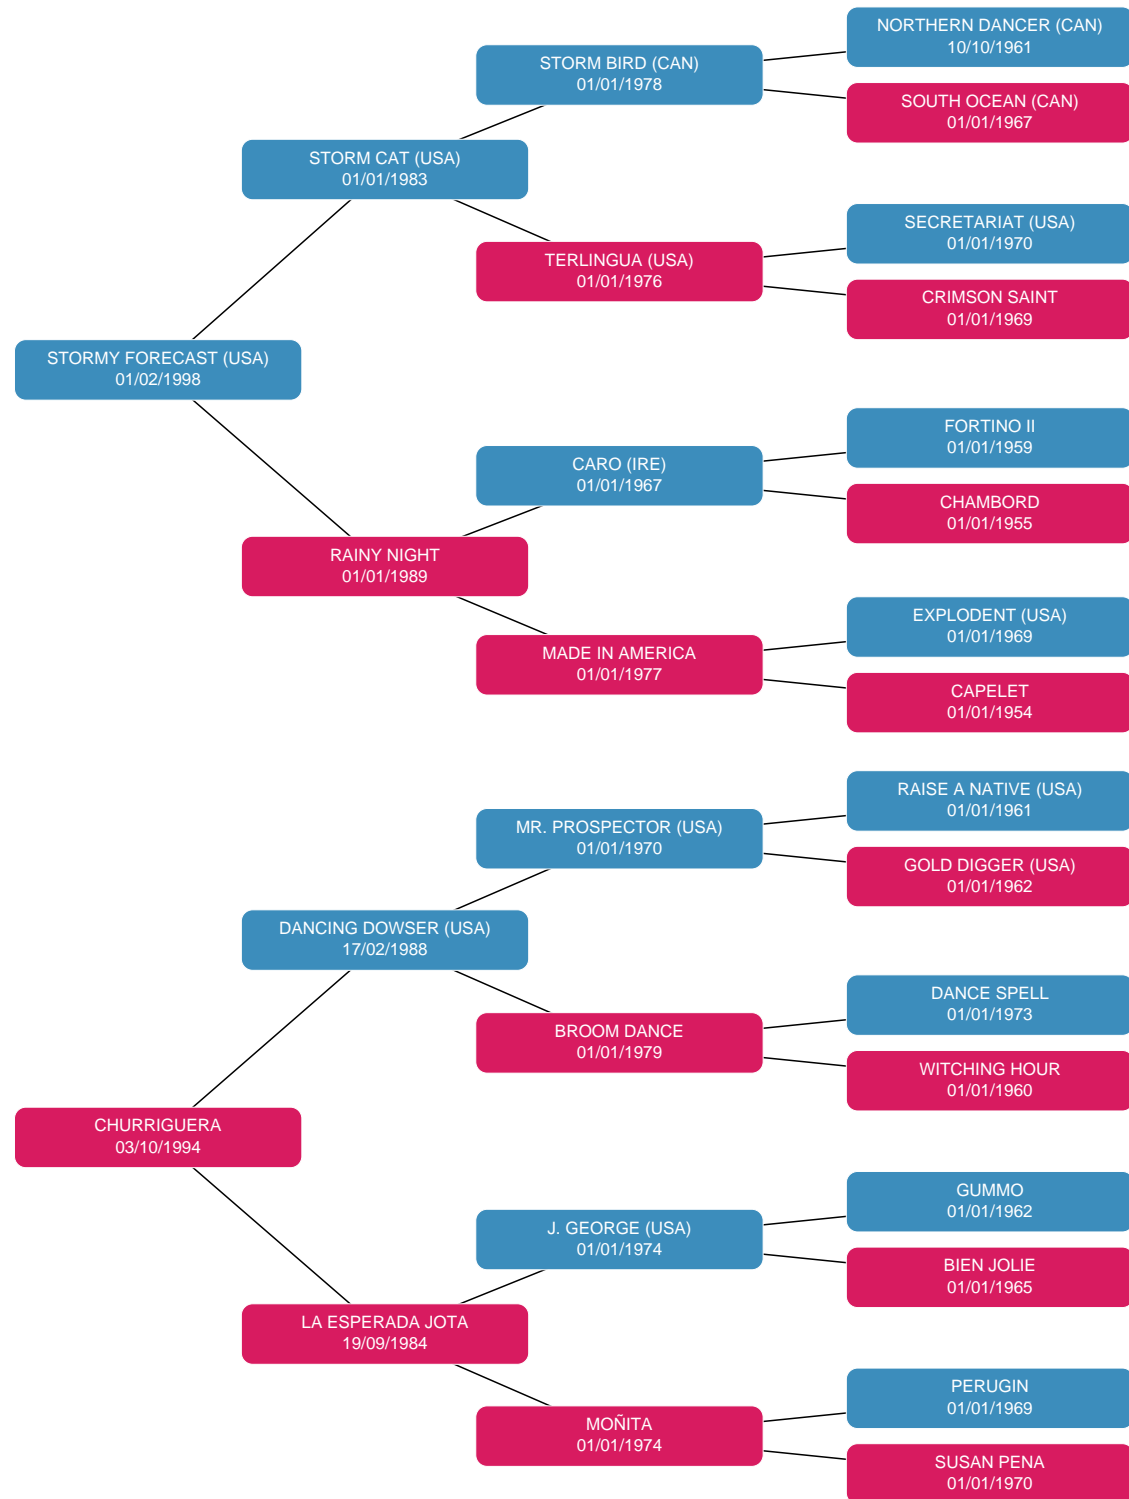 NORTHERN DANCER (CAN)
10/10/1961
STORM BIRD (CAN)
01/01/1978
SOUTH OCEAN (CAN)
01/01/1967
STORM CAT (USA)
01/01/1983
SECRETARIAT (USA)
01/01/1970
TERLINGUA (USA)
01/01/1976
CRIMSON SAINT
01/01/1969
STORMY FORECAST (USA)
01/02/1998
FORTINO II
01/01/1959
CARO (IRE)
01/01/1967
CHAMBORD
01/01/1955
RAINY NIGHT
01/01/1989
EXPLODENT (USA)
01/01/1969
MADE IN AMERICA
01/01/1977
CAPELET
01/01/1954
RAISE A NATIVE (USA)
01/01/1961
MR. PROSPECTOR (USA)
01/01/1970
GOLD DIGGER (USA)
01/01/1962
DANCING DOWSER (USA)
17/02/1988
DANCE SPELL
01/01/1973
BROOM DANCE
01/01/1979
WITCHING HOUR
01/01/1960
CHURRIGUERA
03/10/1994
GUMMO
01/01/1962
J. GEORGE (USA)
01/01/1974
BIEN JOLIE
01/01/1965
LA ESPERADA JOTA
19/09/1984
PERUGIN
01/01/1969
MOÑITA
01/01/1974
SUSAN PENA
01/01/1970